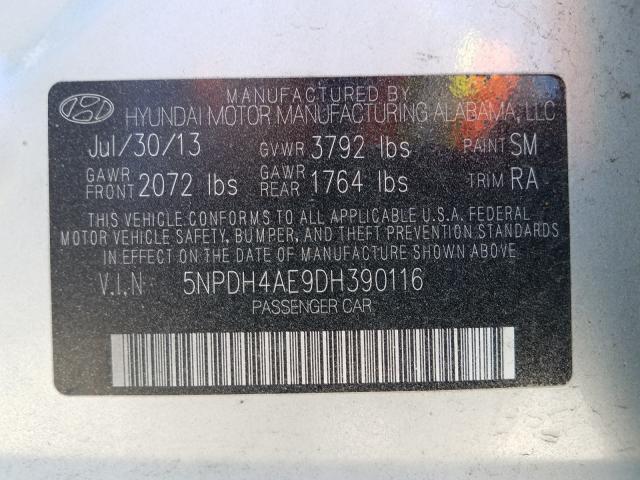 MANUFACTURED BY
HYUNDAI MOTOR MANUFACTURING ALABAMA, LLC
Jul/30/13 GVWR 3792 lbs PAINT SM
GAWR FRONT 2072 lbs GAWR REAR 1764 lbs TRIM RA
THIS VEHICLE CONFORMS TO ALL APPLICABLE U.S.A. FEDERAL
MOTOR VEHICLE SAFETY, BUMPER, AND THEFT PREVENTION STANDARDS
IN EFFECT ON THE DATE OF MANUFACTURE SHOWN ABOVE.
V.I.N 5NPDH4AE9DH390116
PASSENGER CAR